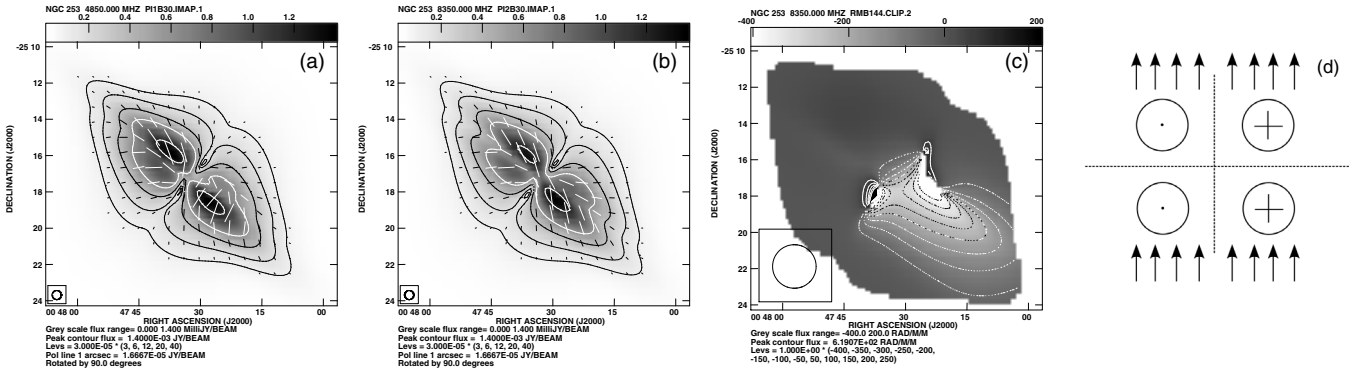 NGC 253 4850.000 MHZ PI1B30.IMAP.1
0.2 0.4 0.6 0.8 1.0 1.2
(a)
-25 10
12
14
16
18
20
22
24
DECLINATION (J2000)
00 48 00 47 45 30 15 00
RIGHT ASCENSION (J2000)
Grey scale flux range= 0.000 1.400 MilliJY/BEAM
Peak contour flux = 1.4000E-03 JY/BEAM
Levs = 3.000E-05 * (3, 6, 12, 20, 40)
Pol line 1 arcsec = 1.6667E-05 JY/BEAM
Rotated by 90.0 degrees
NGC 253 8350.000 MHZ PI2B30.IMAP.1
0.2 0.4 0.6 0.8 1.0 1.2
(b)
-25 10
12
14
16
18
20
22
24
DECLINATION (J2000)
00 48 00 47 45 30 15 00
RIGHT ASCENSION (J2000)
Grey scale flux range= 0.000 1.400 MilliJY/BEAM
Peak contour flux = 1.4000E-03 JY/BEAM
Levs = 3.000E-05 * (3, 6, 12, 20, 40)
Pol line 1 arcsec = 1.6667E-05 JY/BEAM
Rotated by 90.0 degrees
NGC 253 8350.000 MHZ RMB144.CLIP.2
-400 -200 0 200
(c)
-25 10
12
14
16
18
20
22
24
DECLINATION (J2000)
00 48 00 47 45 30 15 00
RIGHT ASCENSION (J2000)
Grey scale flux range= -400.0 200.0 RAD/M/M
Peak contour flux = 6.1907E+02 RAD/M/M
Levs = 1.000E+00 * (-400, -350, -300, -250, -200,
-150, -100, -50, 50, 100, 150, 200, 250)
(d)